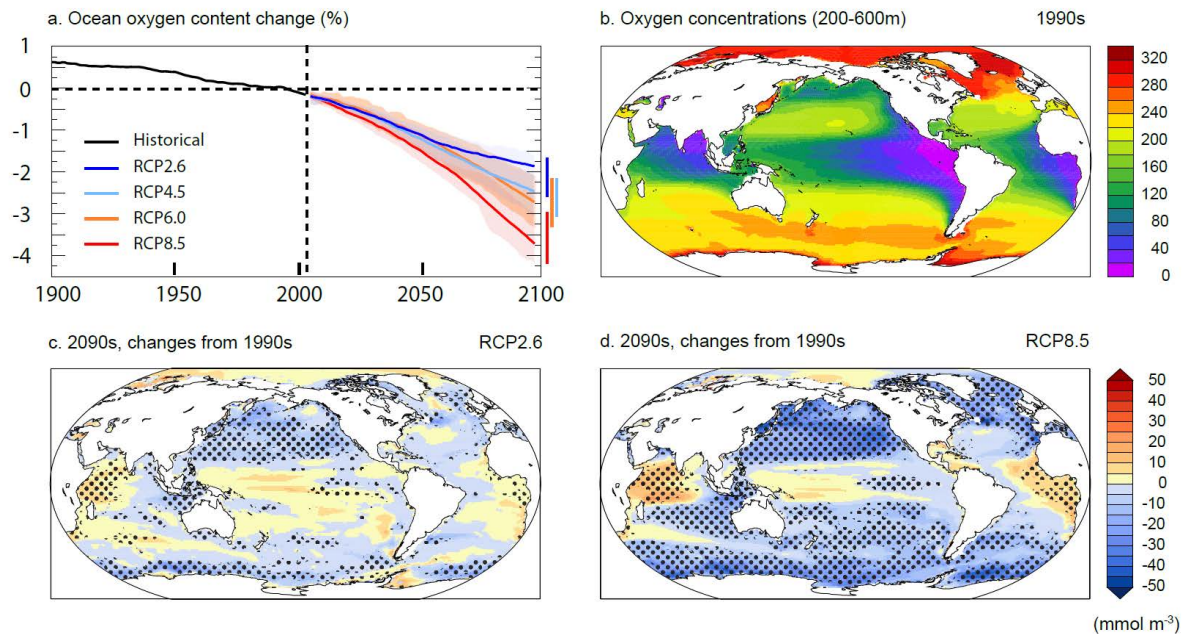 a. Ocean oxygen content change (%)
1
0
-1
-2
-3
-4
Historical
RCP2.6
RCP4.5
RCP6.0
RCP8.5
1900 1950 2000 2050 2100
b. Oxygen concentrations (200-600m) 1990s
320
280
240
200
160
120
80
40
0
c. 2090s, changes from 1990s RCP2.6
d. 2090s, changes from 1990s RCP8.5
50
40
30
20
10
0
-10
-20
-30
-40
-50
(mmol m⁻³)